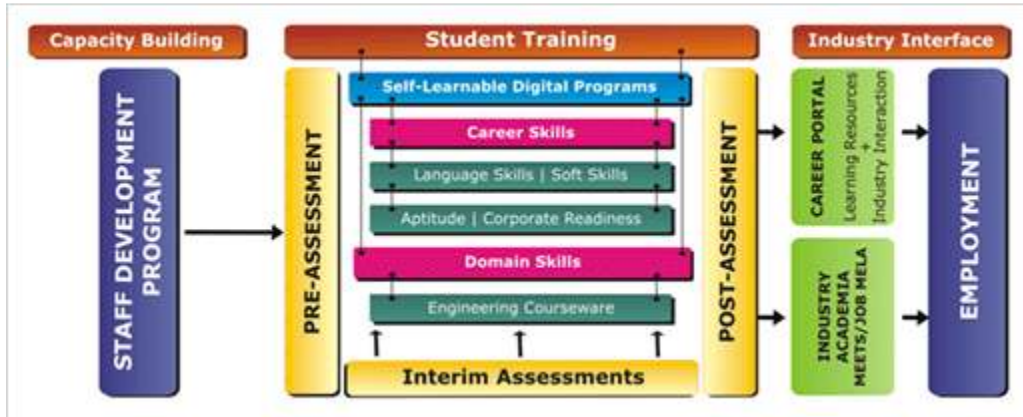 Capacity Building
Student Training
Industry Interface
STAFF DEVELOPMENT
PROGRAM
PRE-ASSESSMENT
Self-Learnable Digital Programs
Career Skills
Language Skills | Soft Skills
Aptitude | Corporate Readiness
Domain Skills
Engineering Courseware
Interim Assessments
POST-ASSESSMENT
CAREER PORTAL
Learning Resources
+
Industry Interaction
INDUSTRY
ACADEMIA
MEETS/JOB MELA
EMPLOYMENT